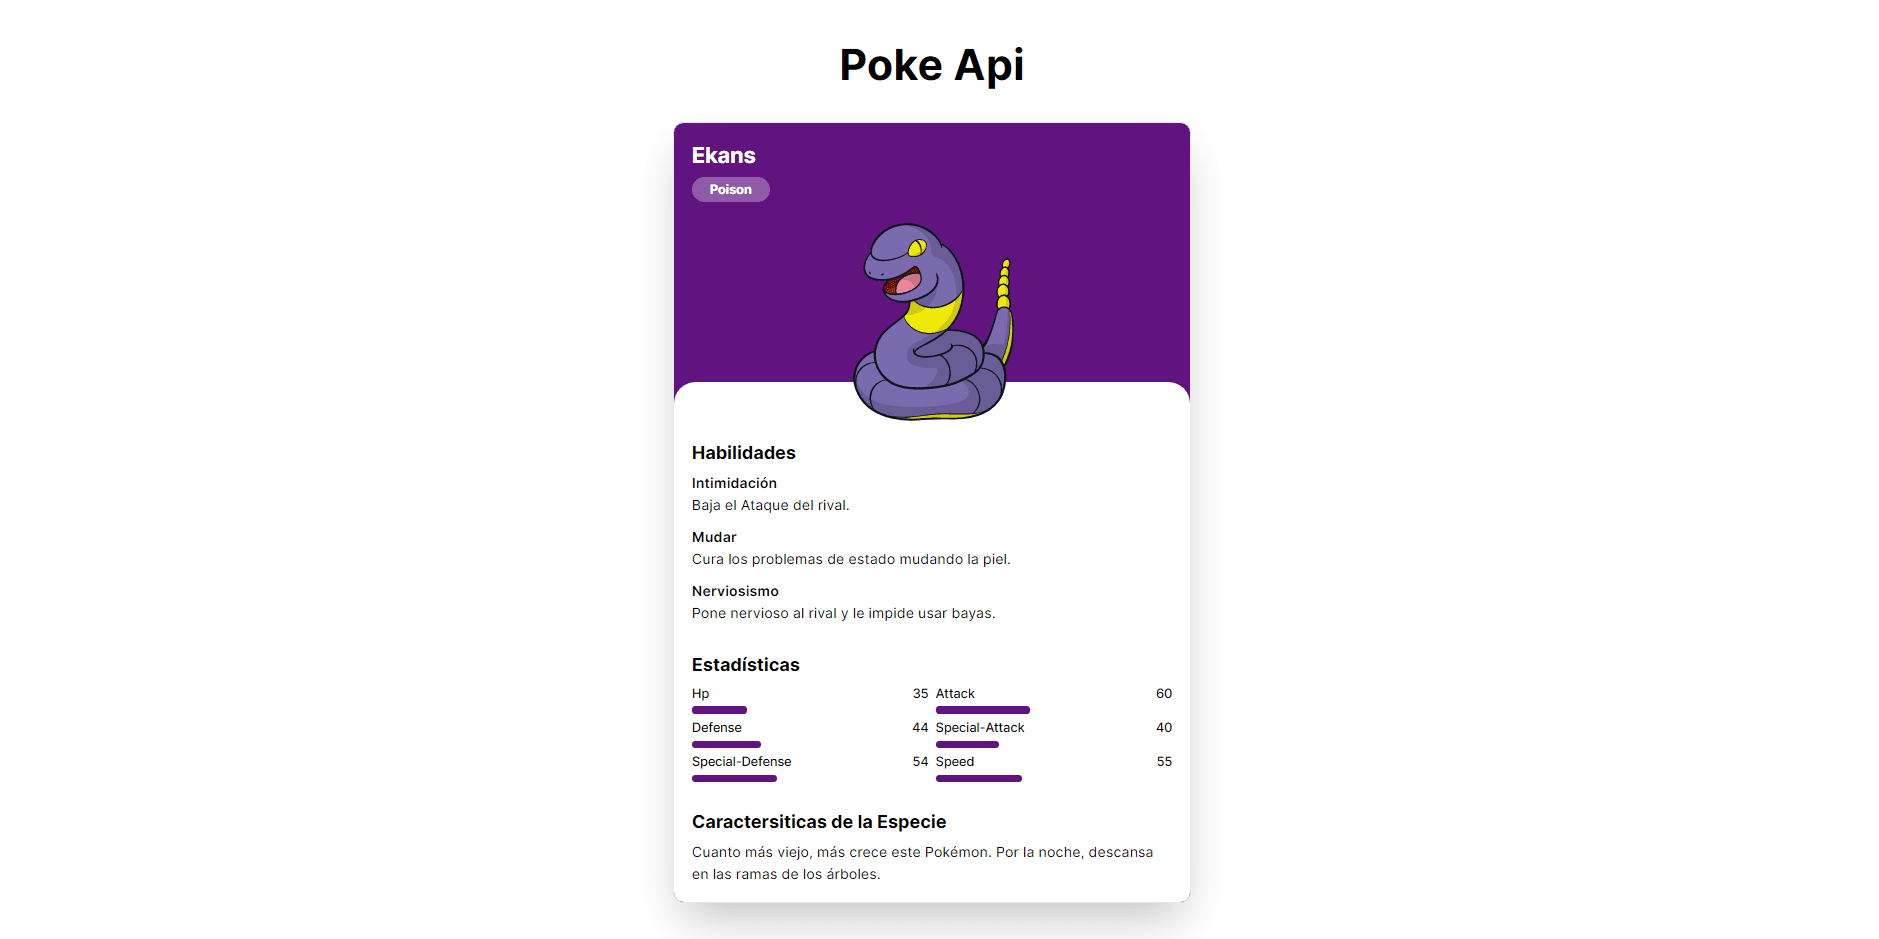 Poke Api
Ekans
Poison
Habilidades
Intimidación
Baja el Ataque del rival.
Mudar
Cura los problemas de estado mudando la piel.
Nerviosismo
Pone nervioso al rival y le impide usar bayas.
Estadísticas
Hp 35 Attack 60
Defense 44 Special-Attack 40
Special-Defense 54 Speed 55
Caractersiticas de la Especie
Cuanto más viejo, más crece este Pokémon. Por la noche, descansa
en las ramas de los árboles.